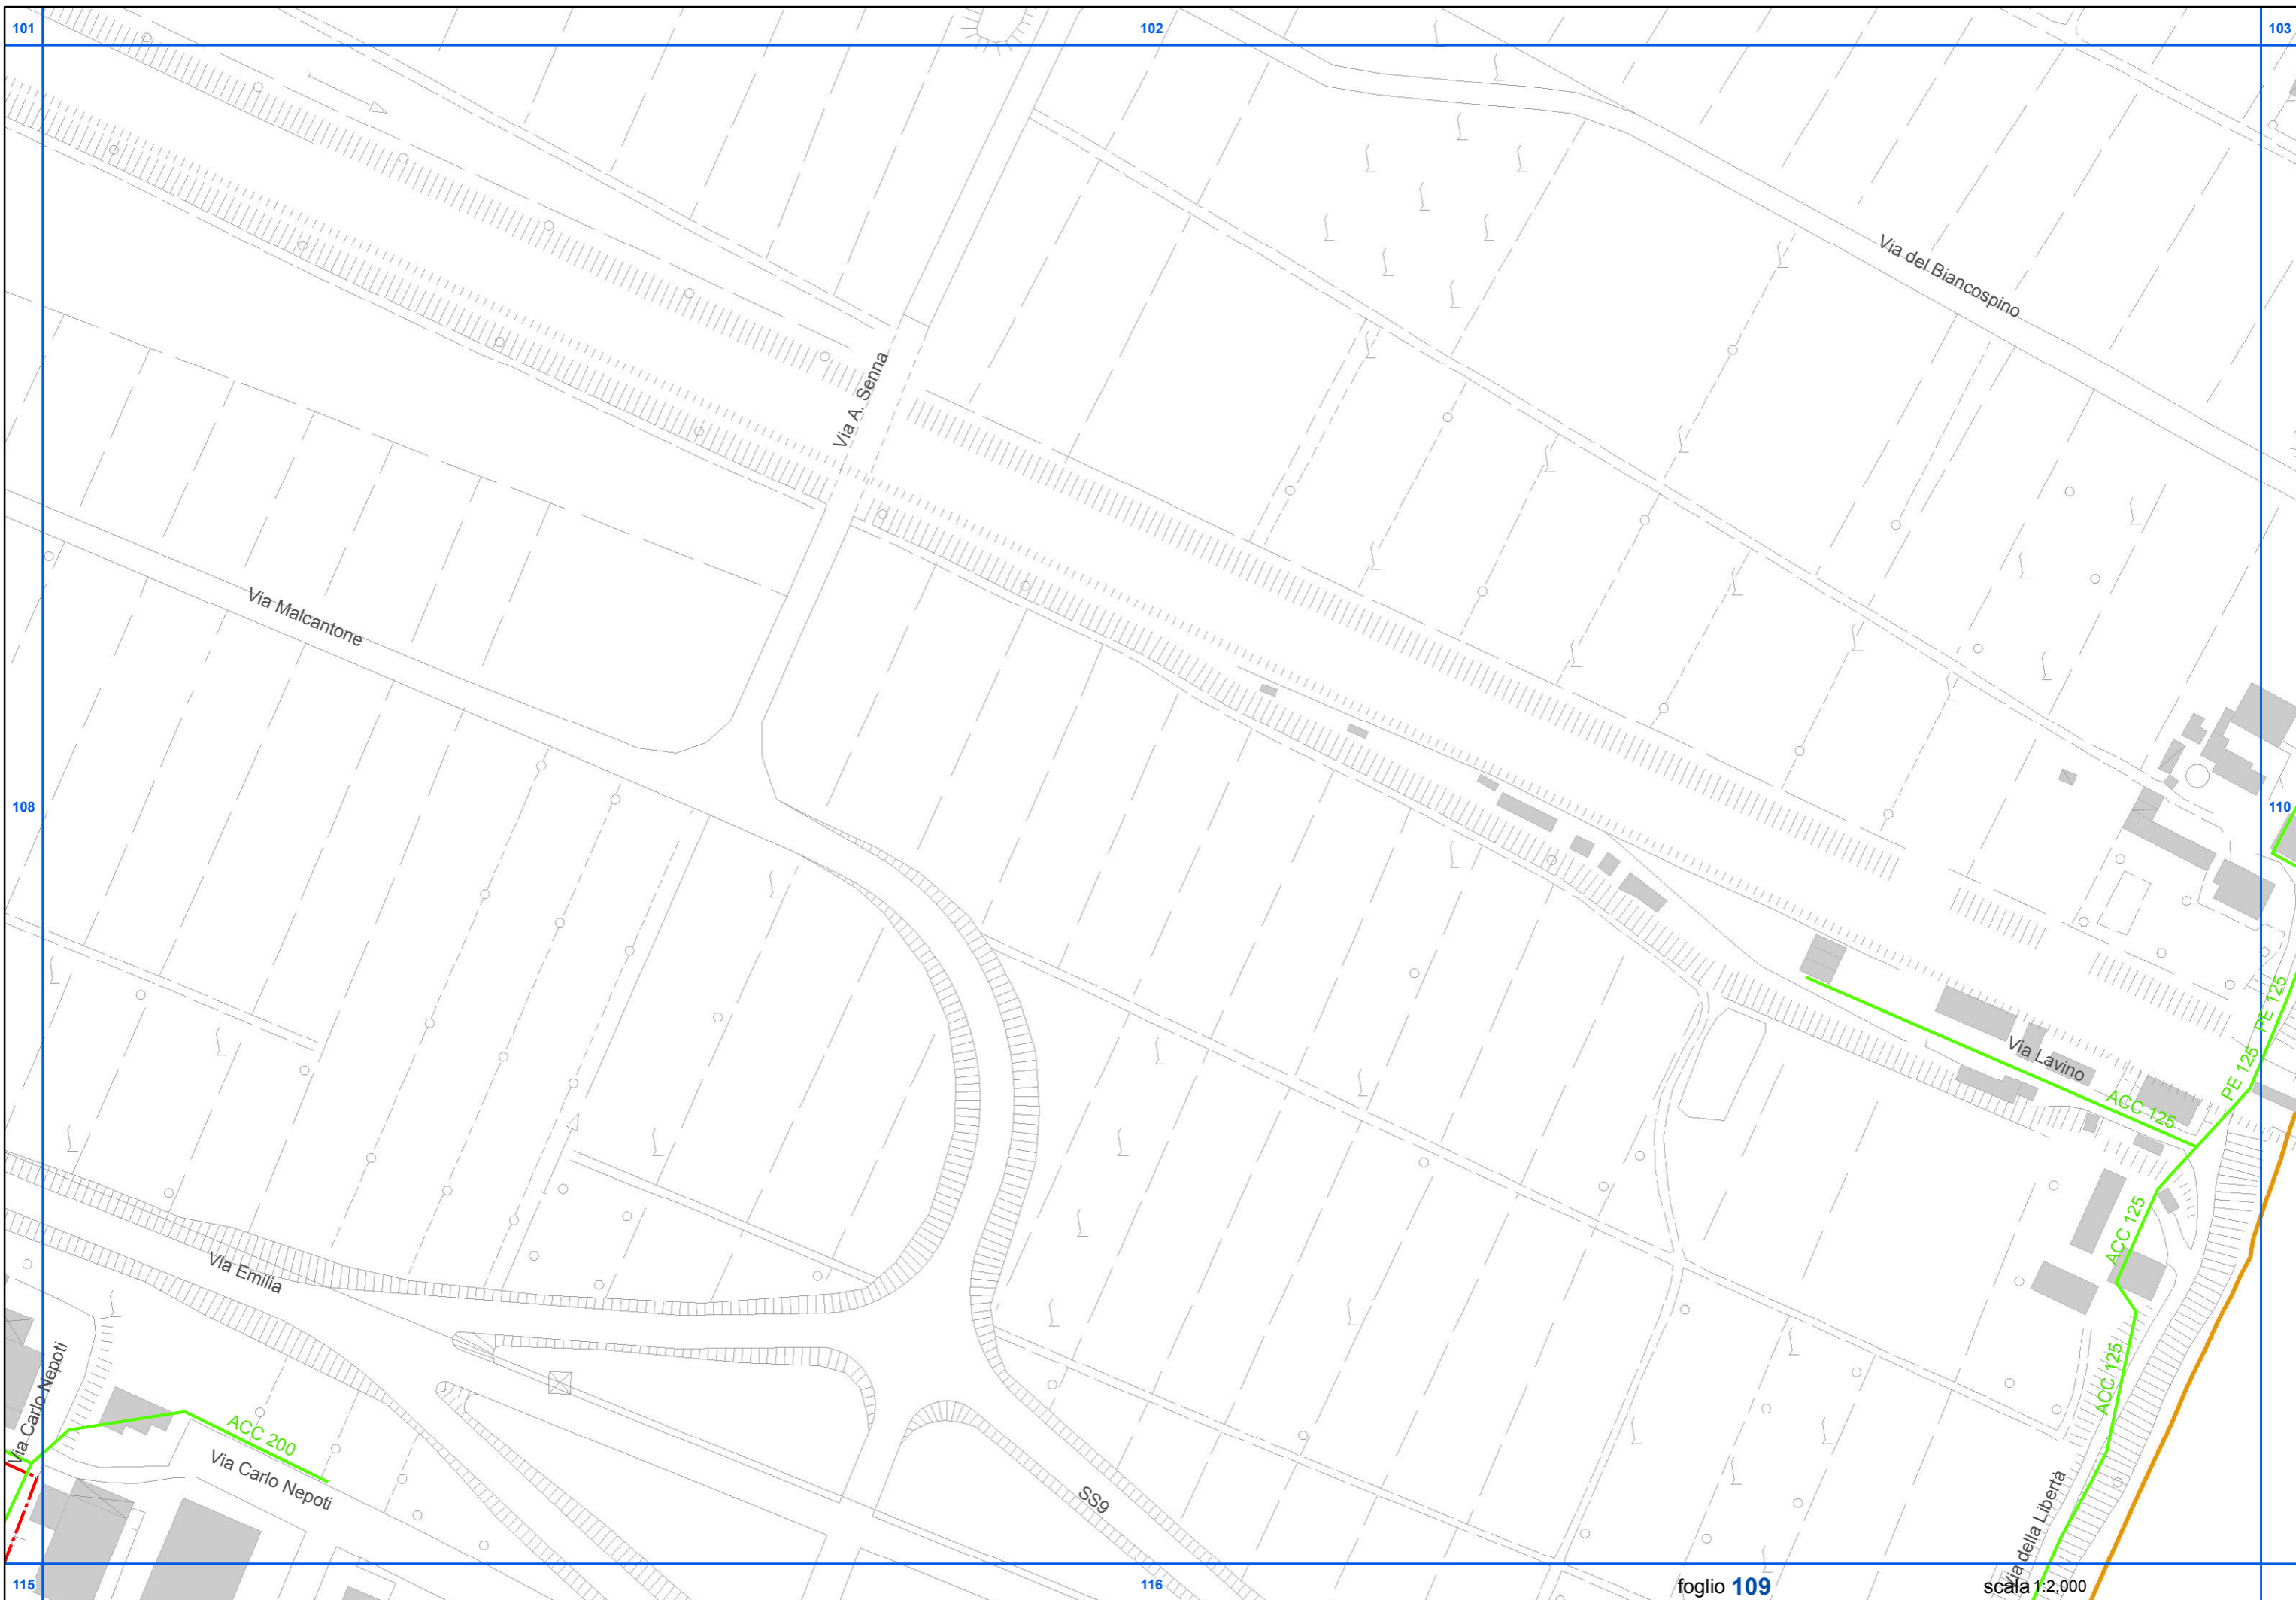 101
102
103
Via del Biancospino
Via A. Senna
Via Malcantone
108
110
PE 125
Via Lavino
PE 125
ACC 125
ACC 125
Via Emilia
ACC 125
Via Carlo Nepoti
ACC 200
Via Carlo Nepoti
SS9
Via della Libertà
115
116
foglio 109
scala 1:2,000